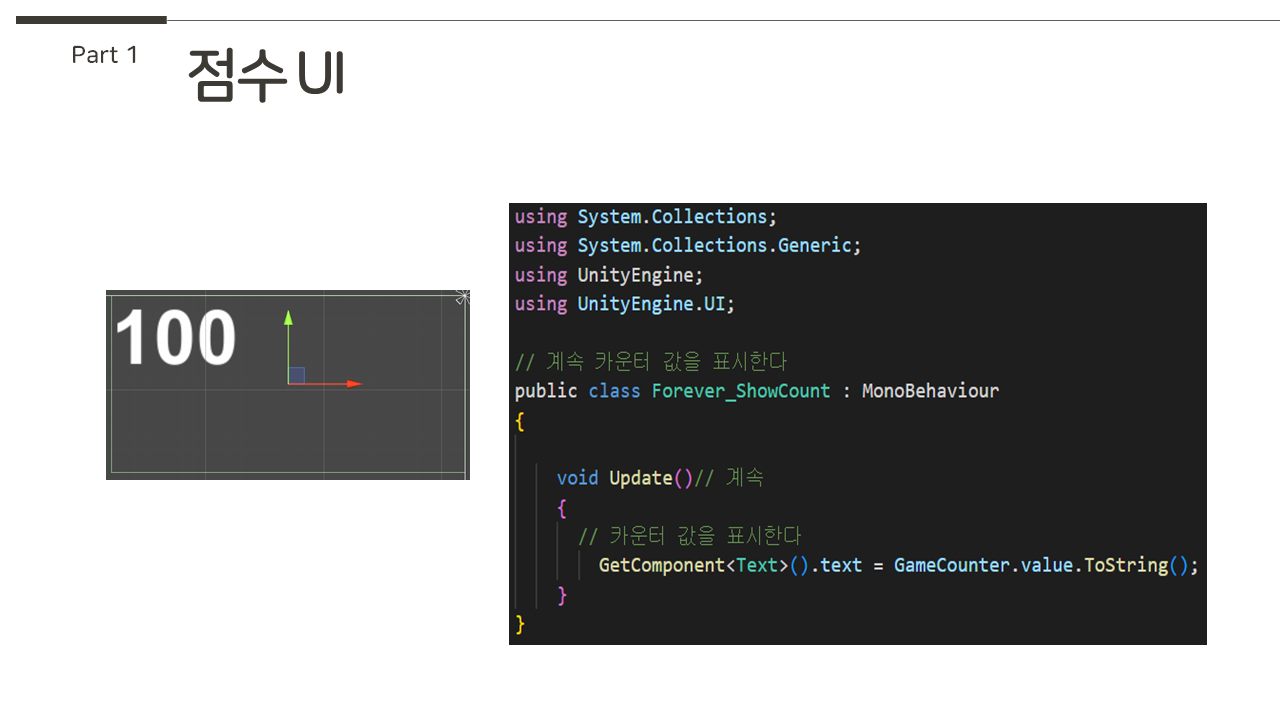 Part 1
점수 UI
100
using System.Collections;
using System.Collections.Generic;
using UnityEngine;
using UnityEngine.UI;
// 계속 카운터 값을 표시한다
public class Forever_ShowCount : MonoBehaviour
{
void Update()// 계속
{
// 카운터 값을 표시한다
GetComponent<Text>().text = GameCounter.value.ToString();
}
}